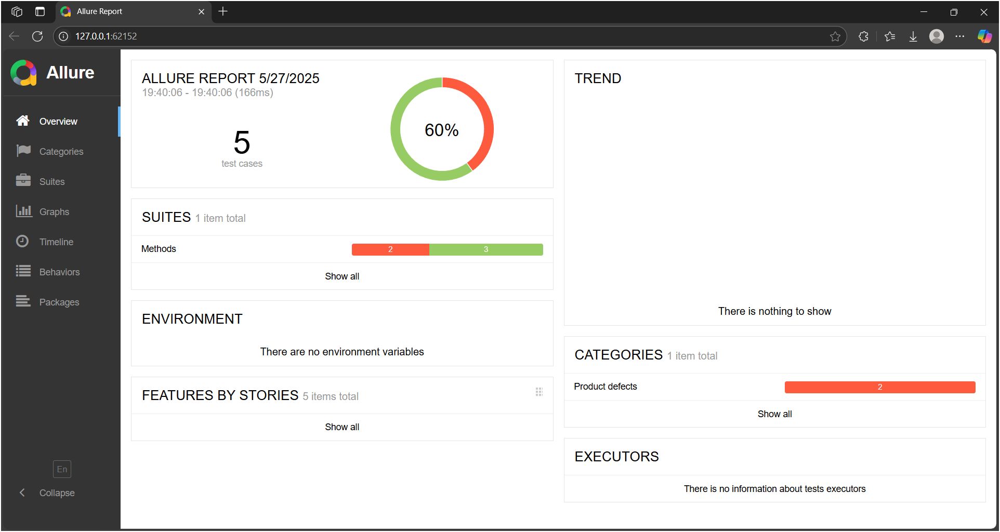 Allure Report
127.0.0.1:62152
Allure
Overview
Categories
Suites
Graphs
Timeline
Behaviors
Packages
En
Collapse
ALLURE REPORT 5/27/2025
19:40:06 - 19:40:06 (166ms)
5
test cases
60%
SUITES 1 item total
Methods 2 3
Show all
ENVIRONMENT
There are no environment variables
FEATURES BY STORIES 5 items total
Show all
TREND
There is nothing to show
CATEGORIES 1 item total
Product defects 2
Show all
EXECUTORS
There is no information about tests executors